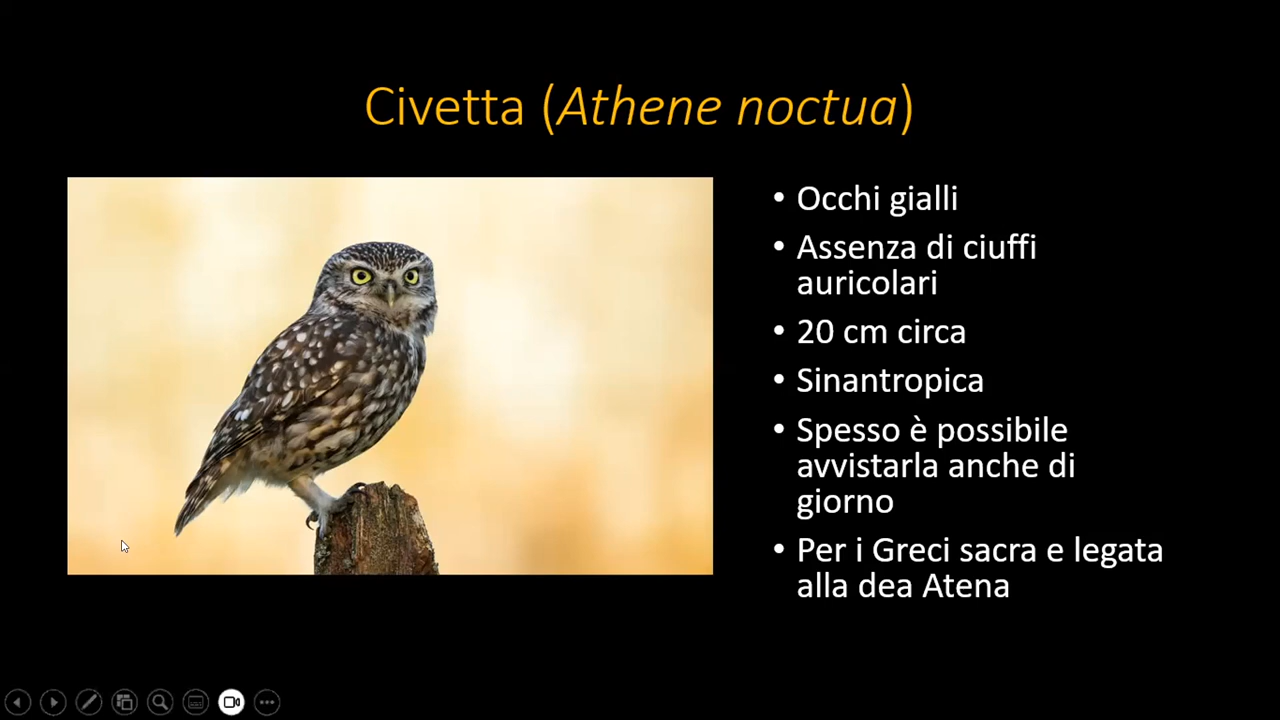 Civetta (Athene noctua)
• Occhi gialli
• Assenza di ciuffi
auricolari
• 20 cm circa
• Sinantropica
• Spesso è possibile
avvistarla anche di
giorno
• Per i Greci sacra e legata
alla dea Atena